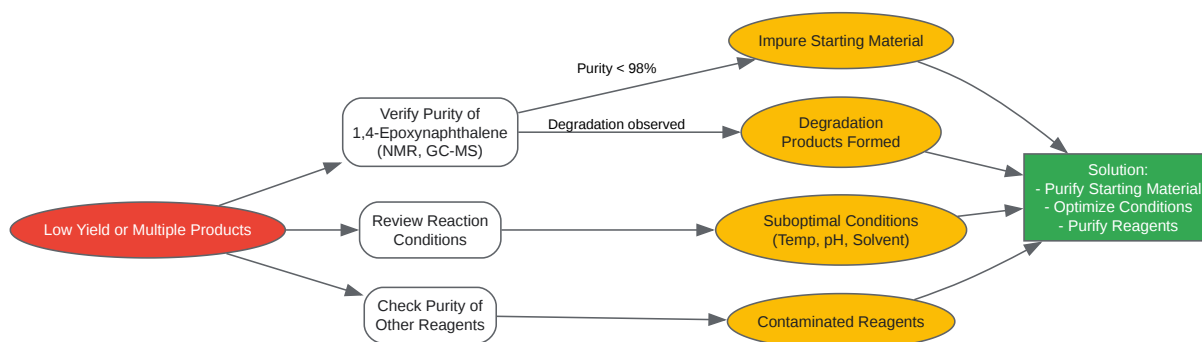 Low Yield or Multiple Products
Verify Purity of
1,4-Epoxynaphthalene
(NMR, GC-MS)
Review Reaction
Conditions
Check Purity of
Other Reagents
Purity < 98%
Degradation observed
Impure Starting Material
Degradation
Products Formed
Suboptimal Conditions
(Temp, pH, Solvent)
Contaminated Reagents
Solution:
- Purify Starting Material
- Optimize Conditions
- Purify Reagents